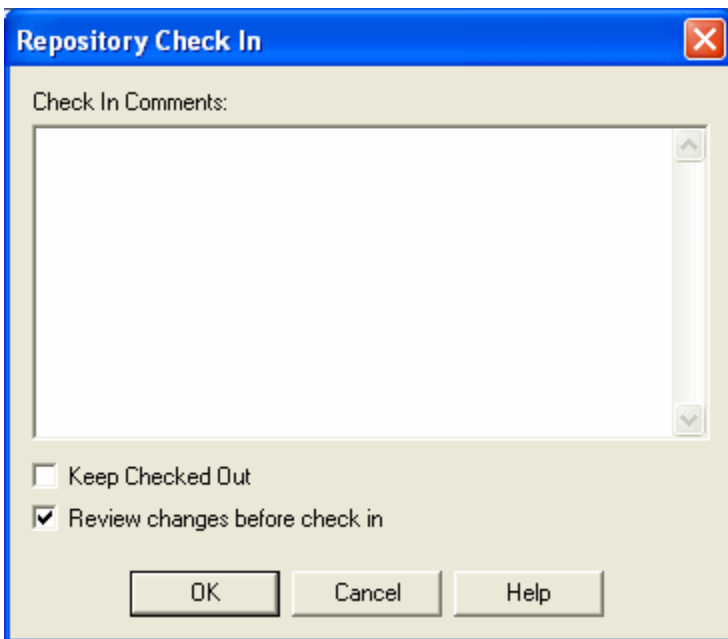 Repository Check In
Check In Comments:
Keep Checked Out
Review changes before check in
OK Cancel Help